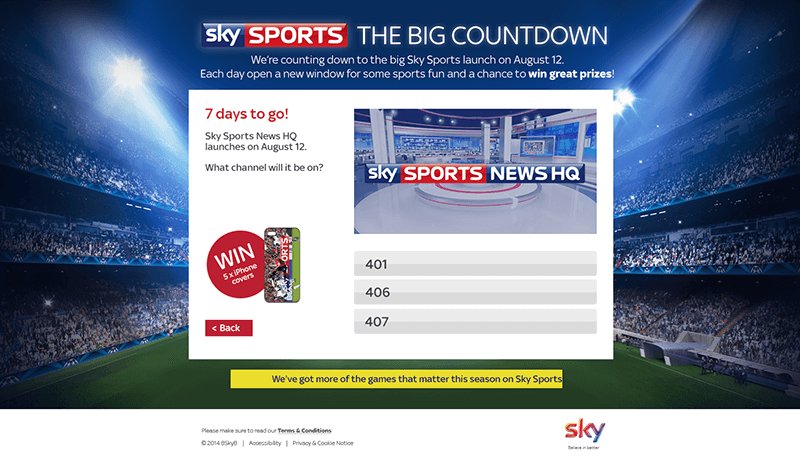 sky SPORTS THE BIG COUNTDOWN
We're counting down to the big Sky Sports launch on August 12.
Each day open a new window for some sports fun and a chance to win great prizes!
7 days to go!
Sky Sports News HQ
launches on August 12.
What channel will it be on?
sky SPORTS NEWS HQ
WIN
5 x iPhone
covers
401
406
407
< Back
We've got more of the games that matter this season on Sky Sports
Please make sure to read our Terms & Conditions
© 2014 BSkyB | Accessibility | Privacy & Cookie Notice
sky
Believe in better